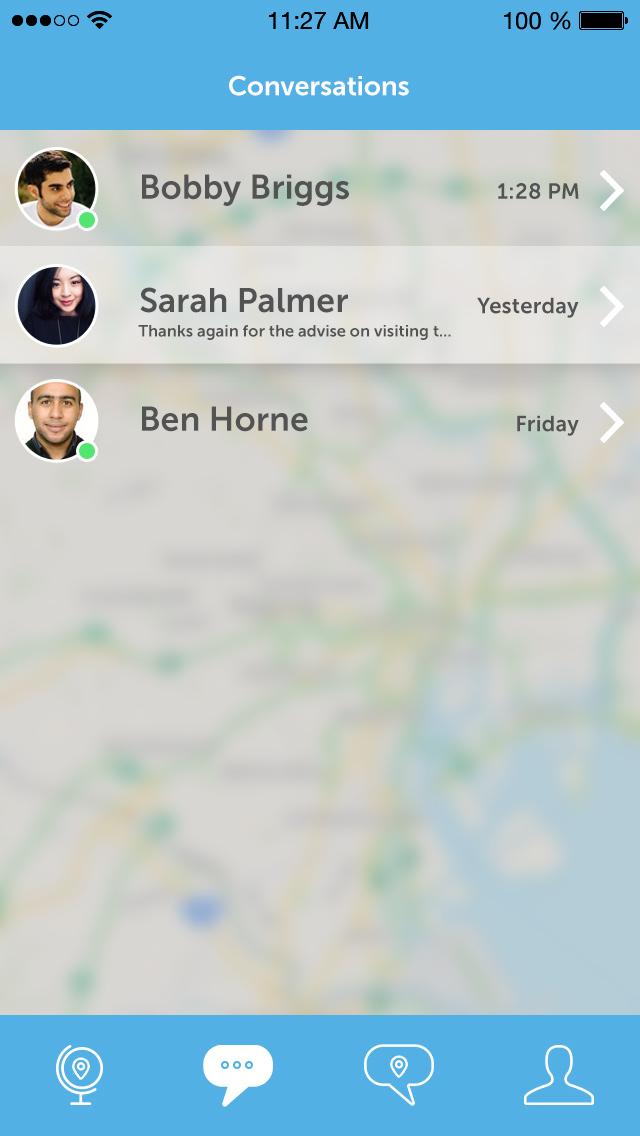 11:27 AM
100 %
Conversations
Bobby Briggs
1:28 PM
Sarah Palmer
Yesterday
Thanks again for the advise on visiting t...
Ben Horne
Friday